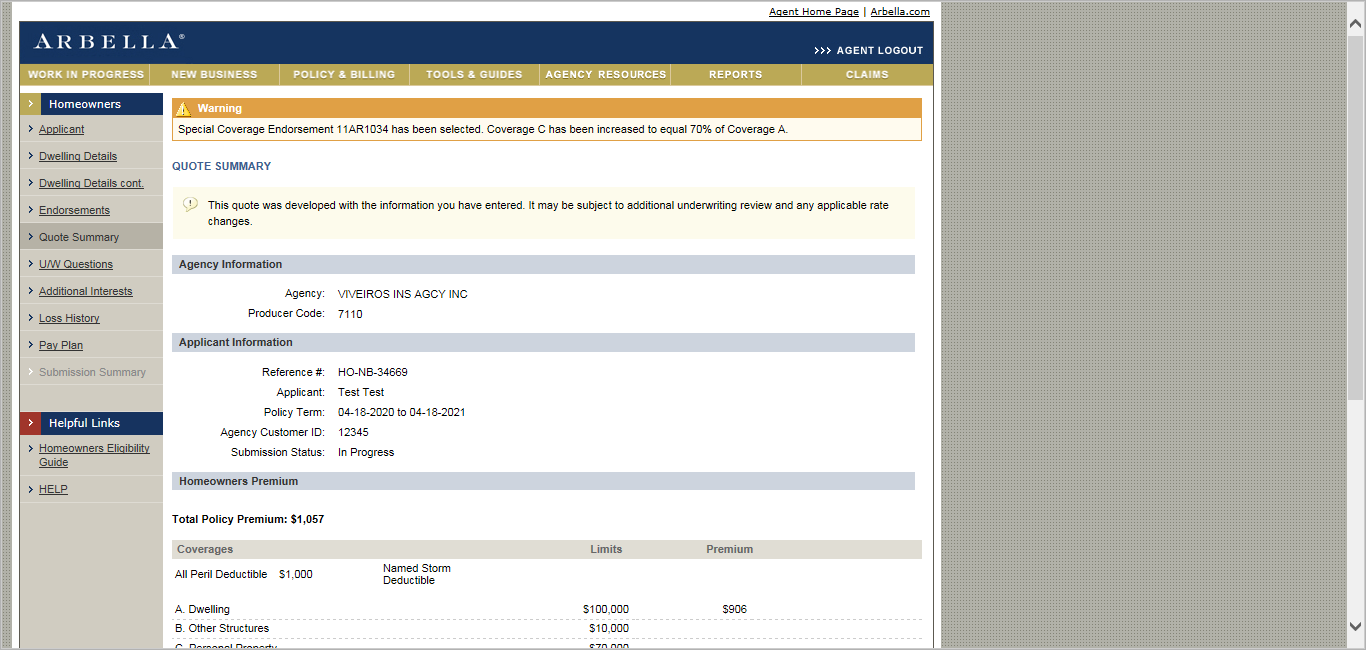 Agent Home Page | Arbella.com
ARBELLA®
>>> AGENT LOGOUT
WORK IN PROGRESS NEW BUSINESS POLICY & BILLING TOOLS & GUIDES AGENCY RESOURCES REPORTS CLAIMS
Homeowners
Applicant
Dwelling Details
Dwelling Details cont.
Endorsements
Quote Summary
U/W Questions
Additional Interests
Loss History
Pay Plan
Submission Summary
Helpful Links
Homeowners Eligibility
Guide
HELP
Warning
Special Coverage Endorsement 11AR1034 has been selected. Coverage C has been increased to equal 70% of Coverage A.
QUOTE SUMMARY
This quote was developed with the information you have entered. It may be subject to additional underwriting review and any applicable rate
changes.
Agency Information
Agency: VIVEIROS INS AGCY INC
Producer Code: 7110
Applicant Information
Reference #: HO-NB-34669
Applicant: Test Test
Policy Term: 04-18-2020 to 04-18-2021
Agency Customer ID: 12345
Submission Status: In Progress
Homeowners Premium
Total Policy Premium: $1,057
Coverages Limits Premium
All Peril Deductible $1,000 Named Storm
Deductible
A. Dwelling $100,000 $906
B. Other Structures $10,000
C. Personal Property $70,000